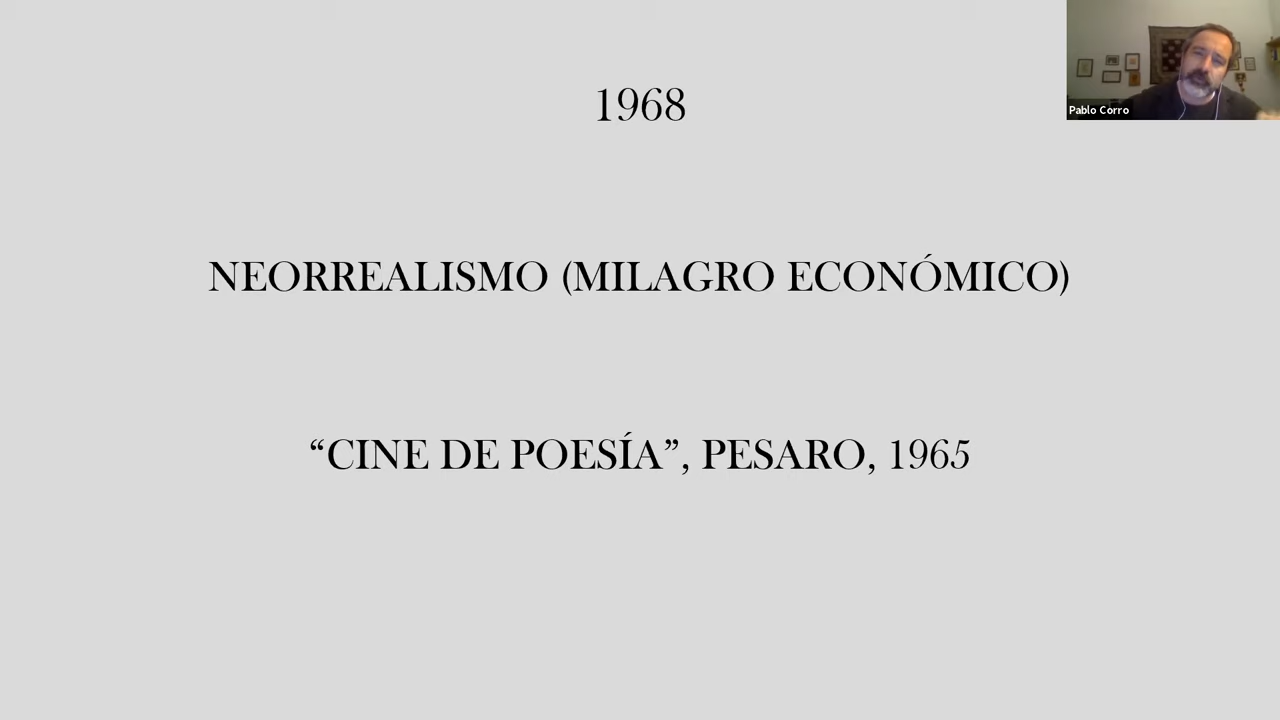 1968
Pablo Corro
NEORREALISMO (MILAGRO ECONÓMICO)
“CINE DE POESÍA”, PESARO, 1965